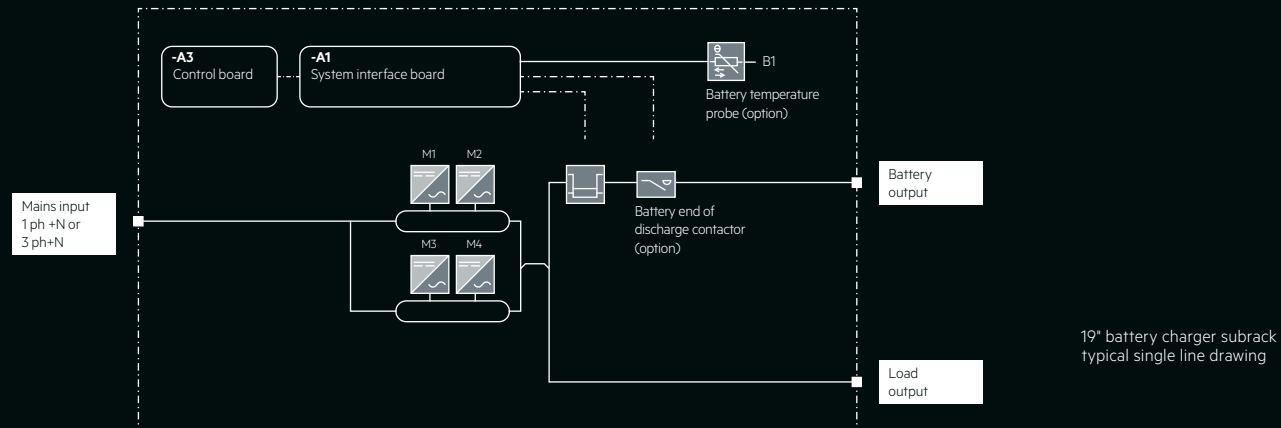 -A3
Control board
-A1
System interface board
B1
Battery temperature
probe (option)
M1
M2
Mains input
1 ph +N or
3 ph+N
Battery
output
Battery end of
discharge contactor
(option)
M3
M4
19" battery charger subrack
typical single line drawing
Load
output